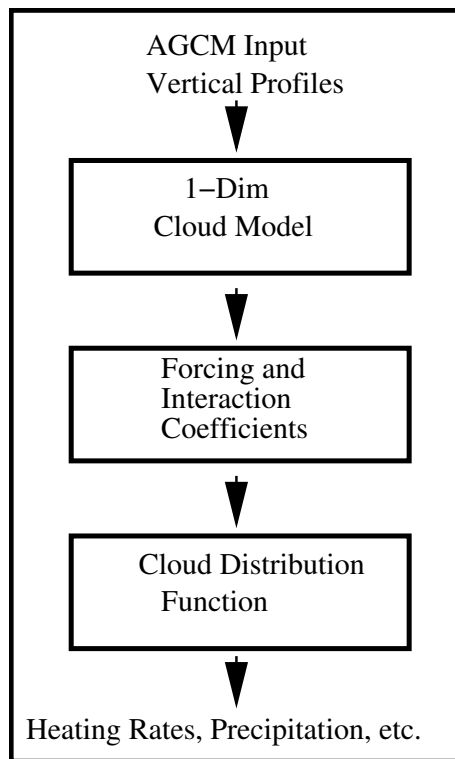 AGCM Input
Vertical Profiles
1−Dim
Cloud Model
Forcing and
Interaction
Coefficients
Cloud Distribution
Function
Heating Rates, Precipitation, etc.